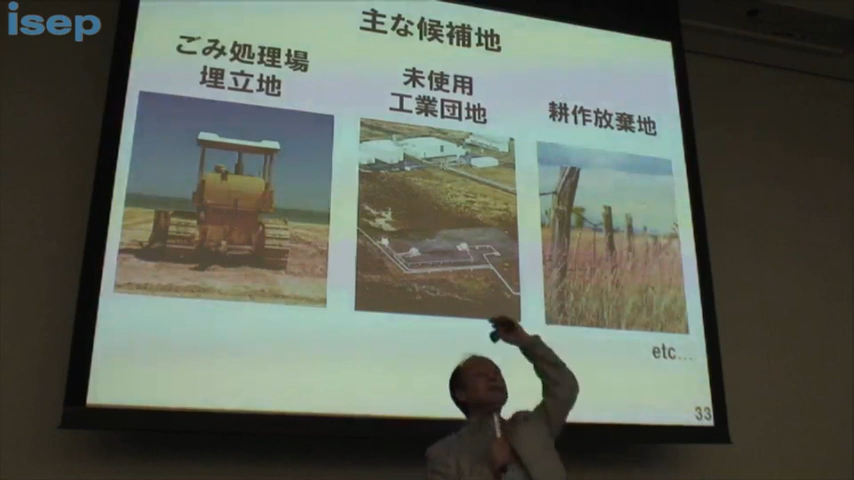 isep
主な候補地
ごみ処理場
埋立地
未使用
工業団地
耕作放棄地
etc...
33